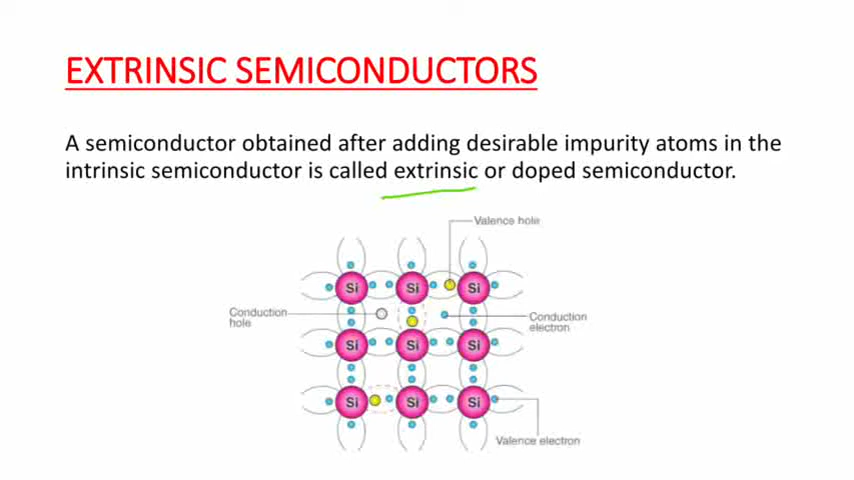 EXTRINSIC SEMICONDUCTORS
A semiconductor obtained after adding desirable impurity atoms in the
intrinsic semiconductor is called extrinsic or doped semiconductor.
Valence hole
Si Si Si
Conduction
hole
Conduction
electron
Si Si Si
Si Si Si
Valence electron